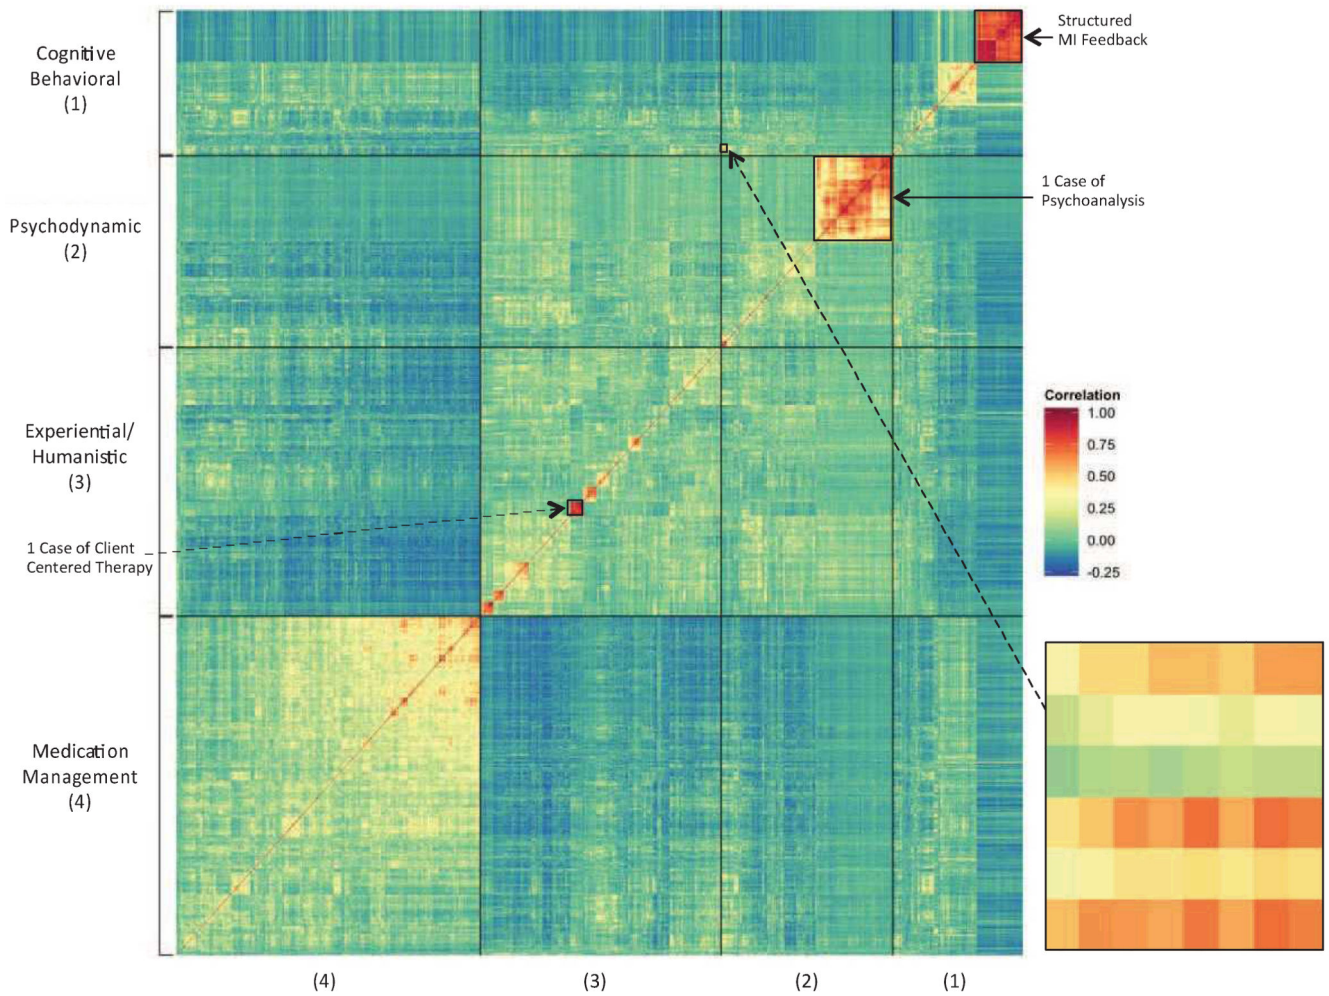 Cognitive
Behavioral
(1)
Structured
MI Feedback
Psychodynamic
(2)
1 Case of
Psychoanalysis
Experiential/
Humanistic
(3)
Correlation
1.00
0.75
0.50
0.25
0.00
-0.25
1 Case of Client
Centered Therapy
Medication
Management
(4)
(4)
(3)
(2)
(1)